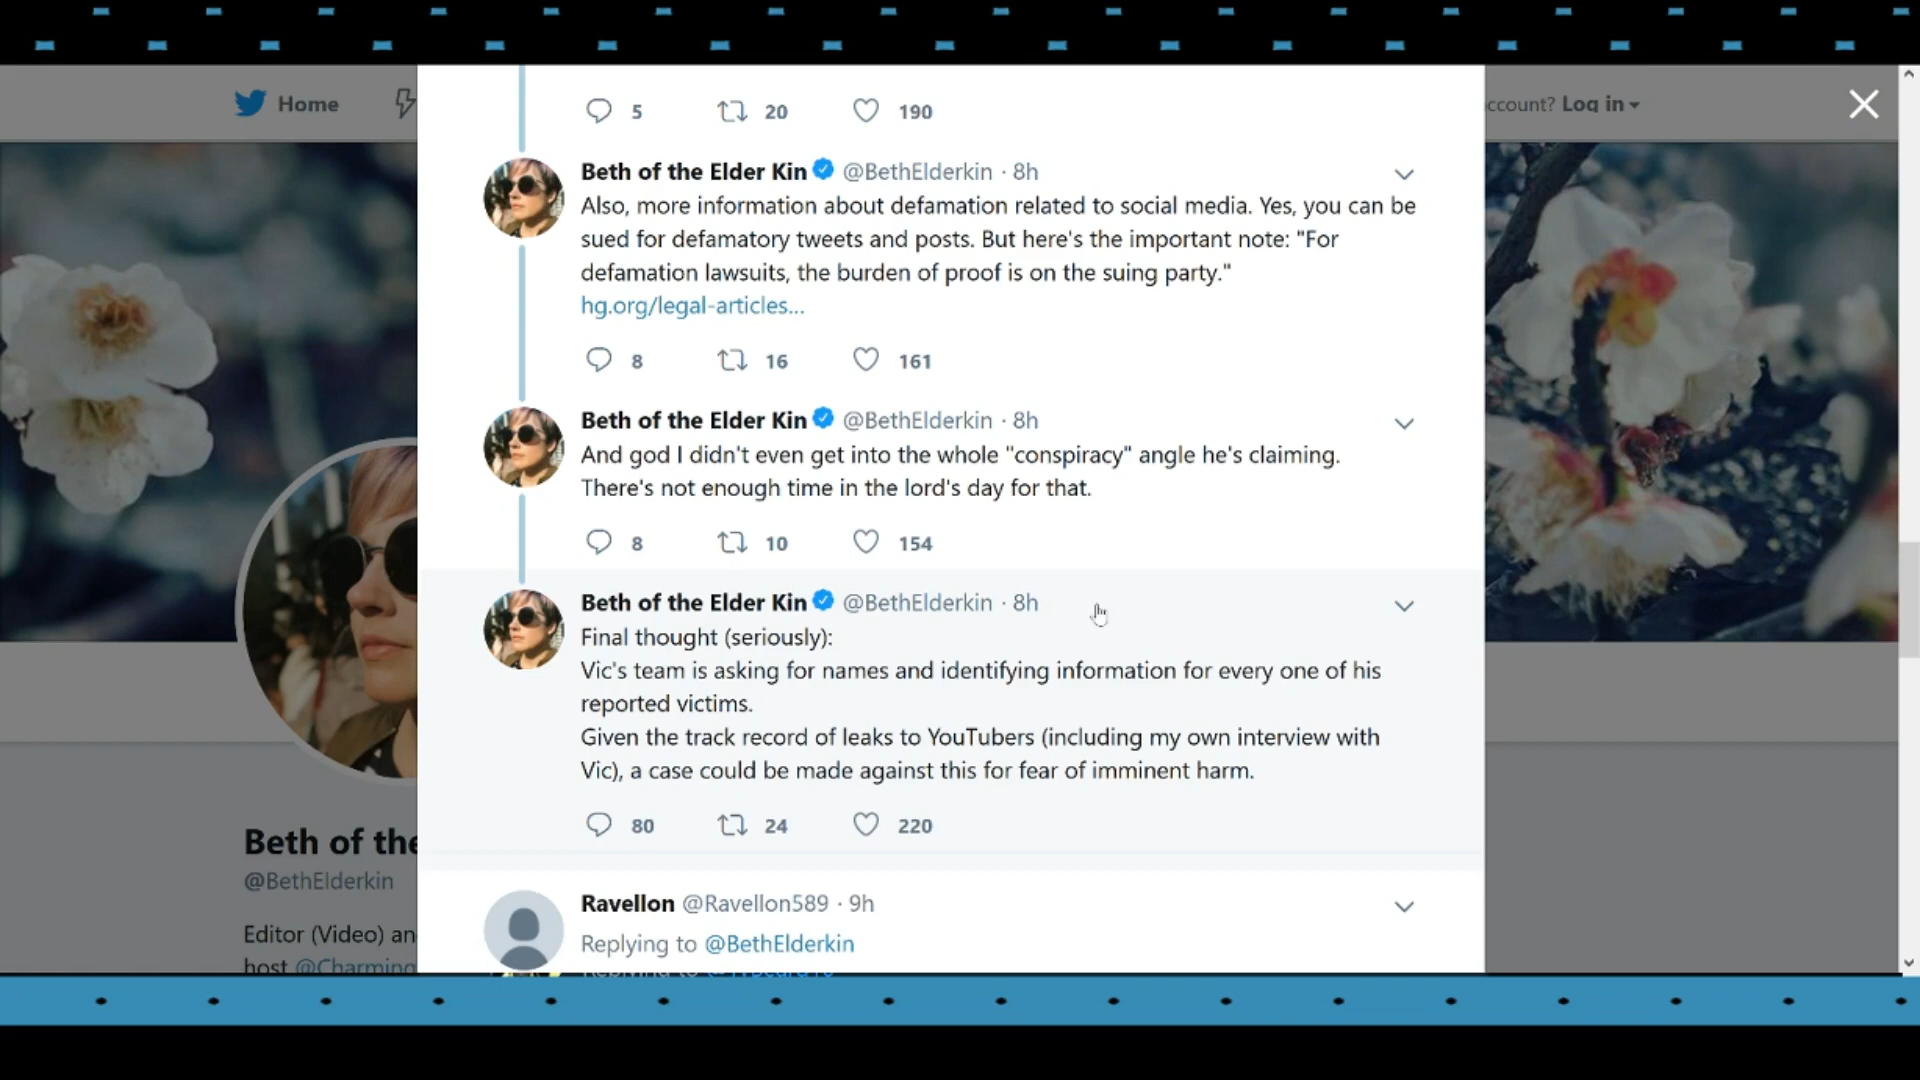 Home
ccount? Log in
5 20 190
Beth of the Elder Kin @BethElderkin · 8h
Also, more information about defamation related to social media. Yes, you can be
sued for defamatory tweets and posts. But here's the important note: "For
defamation lawsuits, the burden of proof is on the suing party."
hg.org/legal-articles...
8 16 161
Beth of the Elder Kin @BethElderkin · 8h
And god I didn't even get into the whole "conspiracy" angle he's claiming.
There's not enough time in the lord's day for that.
8 10 154
Beth of the Elder Kin @BethElderkin · 8h
Final thought (seriously):
Vic's team is asking for names and identifying information for every one of his
reported victims.
Given the track record of leaks to YouTubers (including my own interview with
Vic), a case could be made against this for fear of imminent harm.
80 24 220
Ravellon @Ravellon589 · 9h
Replying to @BethElderkin
Beth of the
@BethElderkin
Editor (Video) an
host @Charming